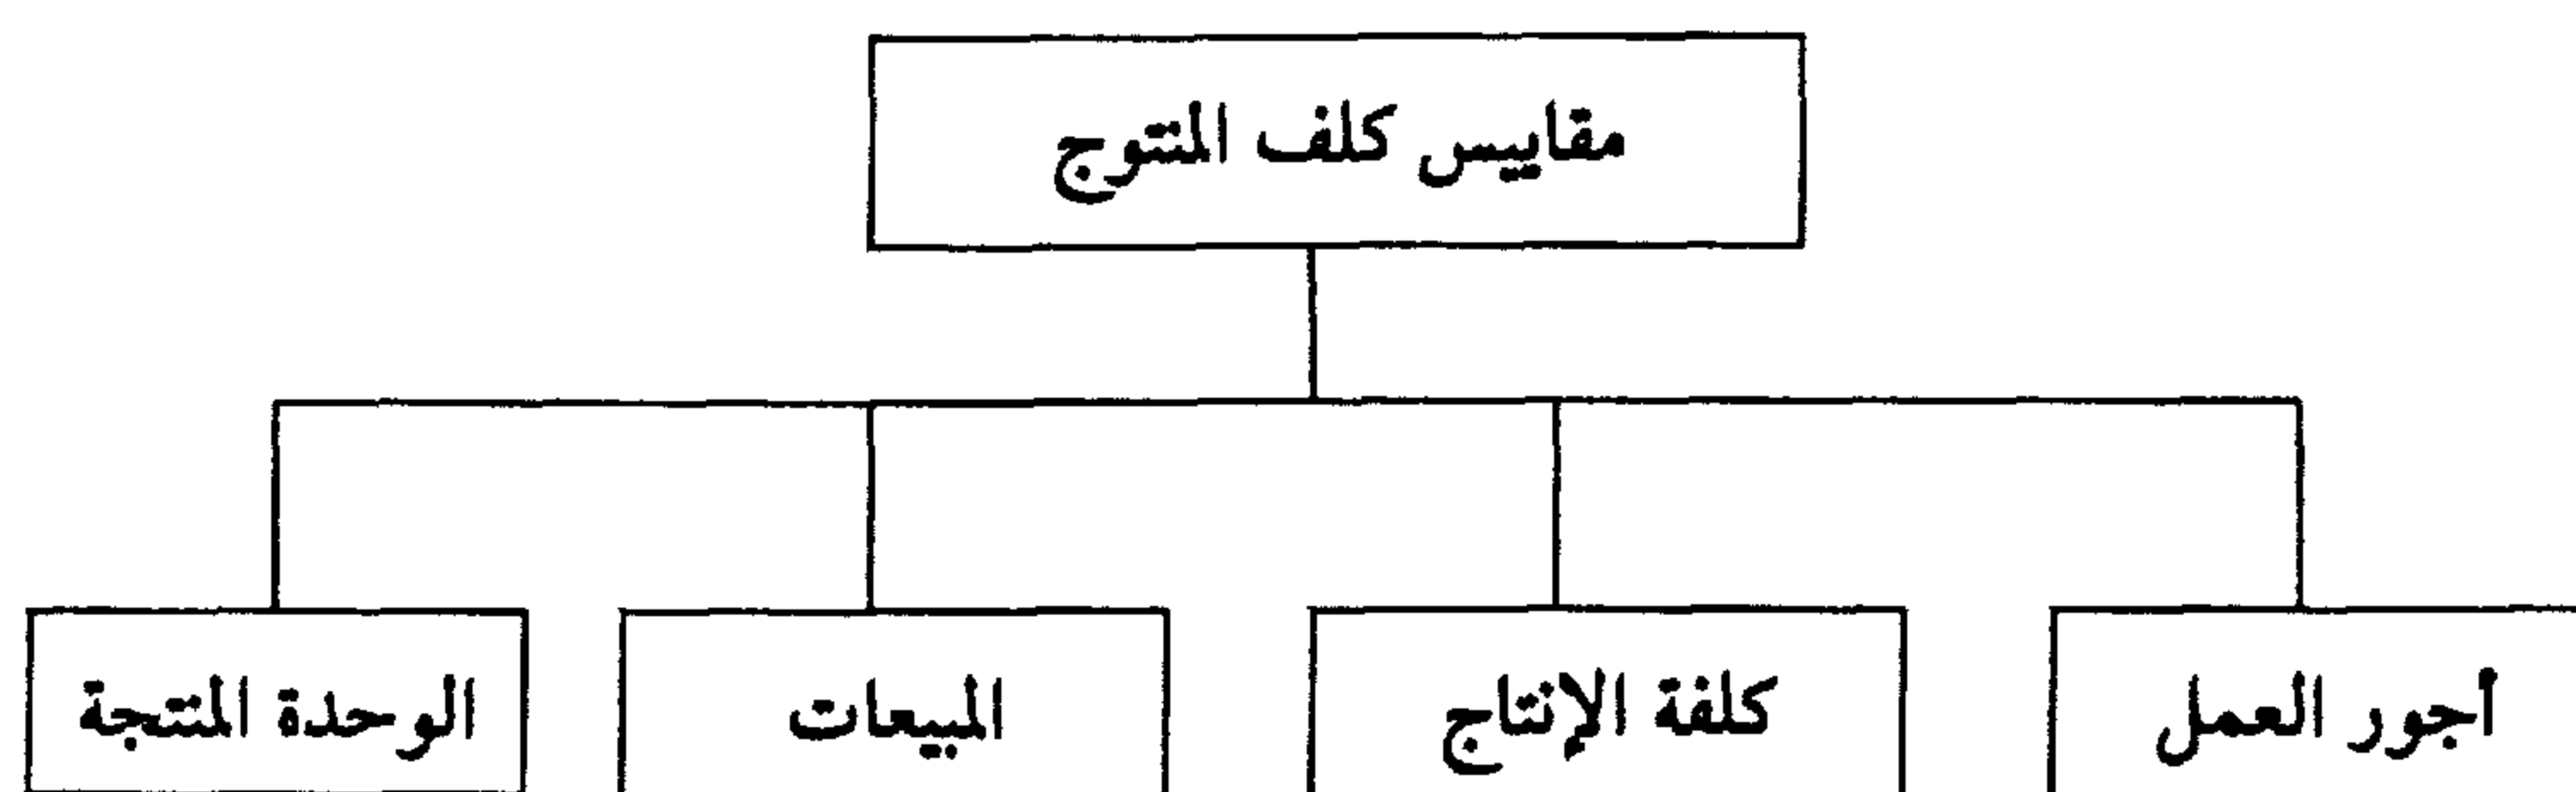 مقاييس كلف المنتوج
أجور العمل
كلفة الإنتاج
المبيعات
الوحدة المنتجة